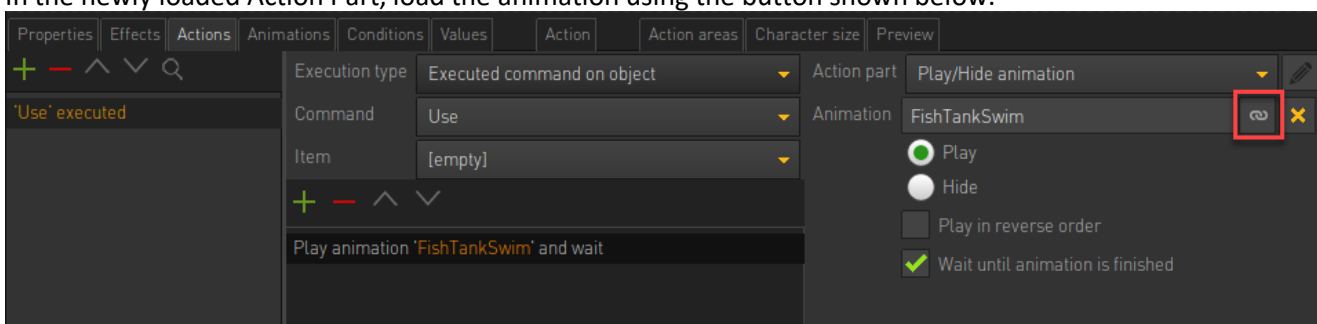 In the newly loaded Action Part, load the animation using the button shown below.
Properties Effects Actions Animations Conditions Values Action Action areas Character size Preview
Execution type Executed command on object Action part Play/Hide animation
'Use' executed Command Use Animation FishTankSwim
Item [empty] Play
Hide
Play in reverse order
Play animation 'FishTankSwim' and wait Wait until animation is finished